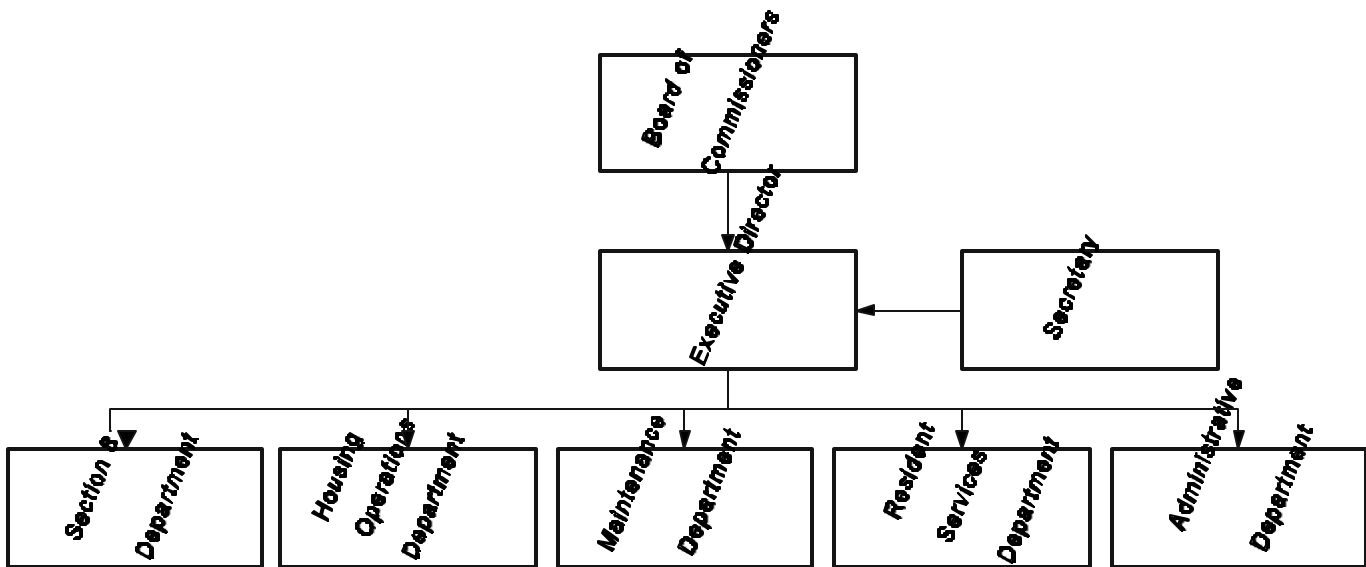 Board of
Commissioners
Executive Director
Secretary
Section 8
Department
Housing
Operations
Department
Maintenance
Department
Resident
Services
Department
Administrative
Department